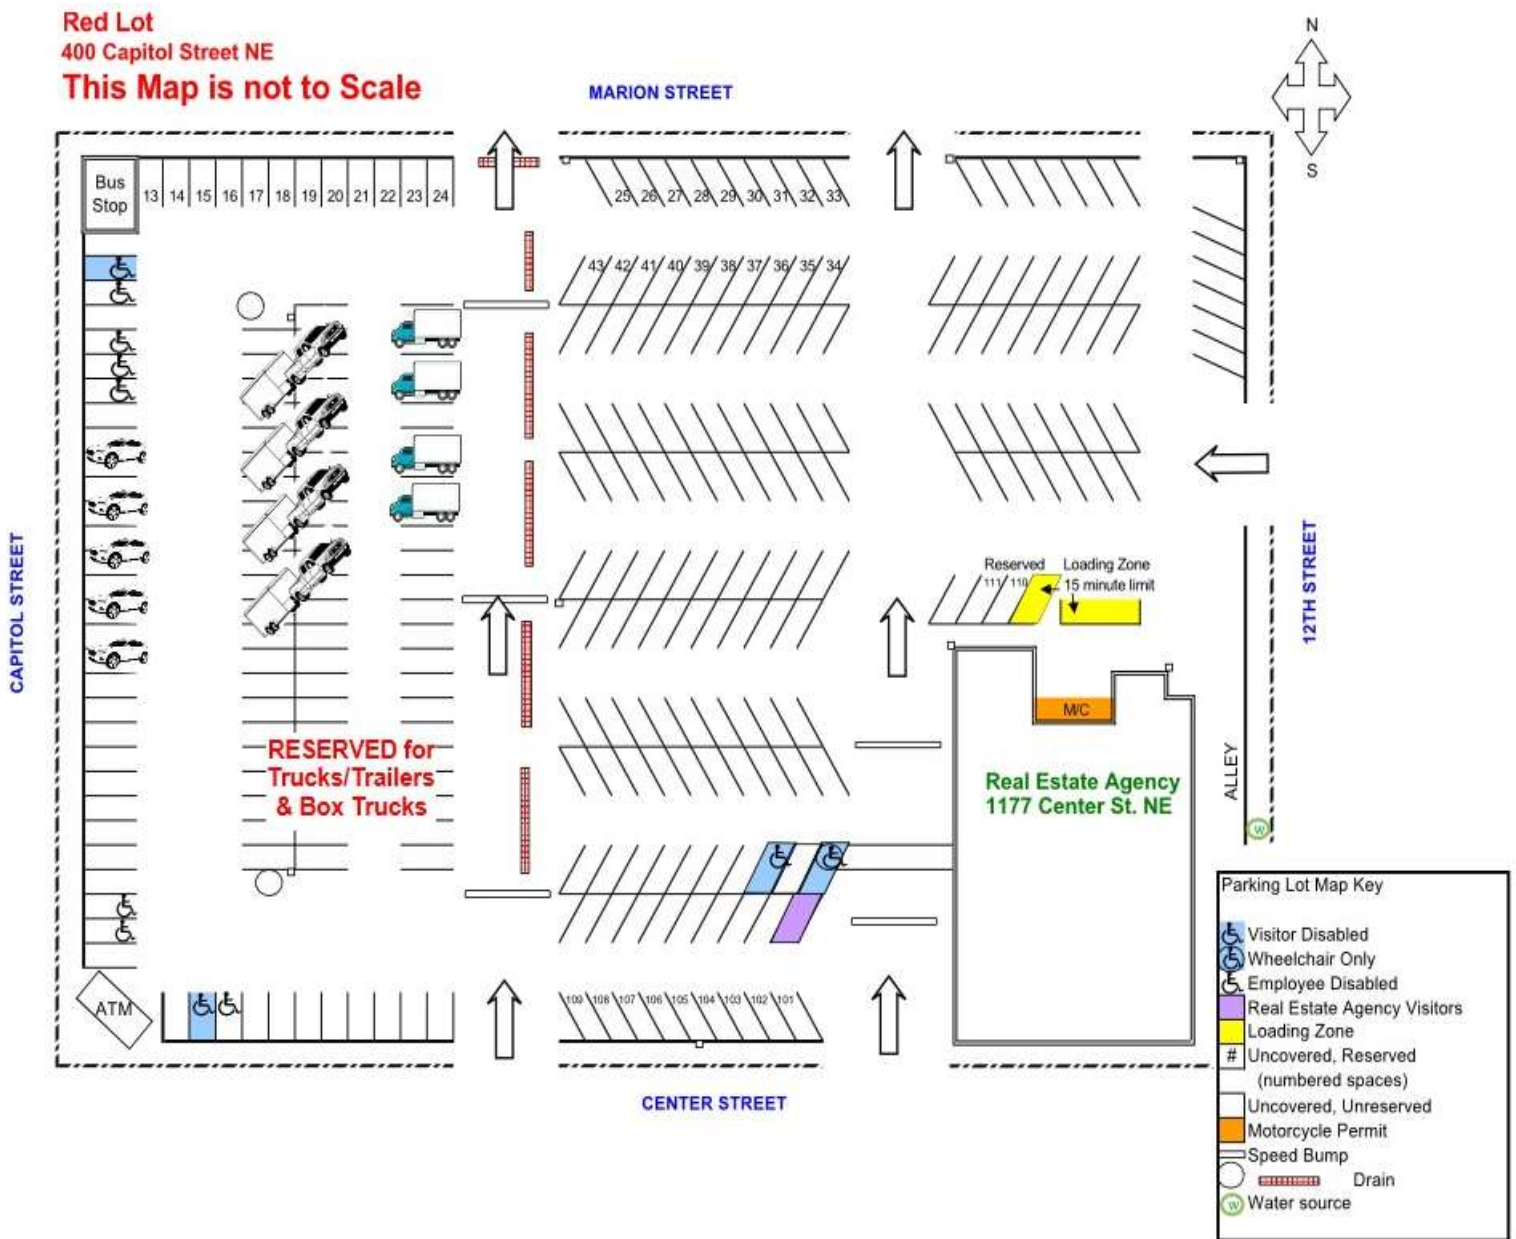 Red Lot
400 Capitol Street NE
This Map is not to Scale
MARION STREET
N
S
Bus
Stop
13 14 15 16 17 18 19 20 21 22 23 24
25 26 27 28 29 30 31 32 33
43 42 41 40 39 38 37 36 35 34
CAPITOL STREET
12TH STREET
Reserved
Loading Zone
111 110
15 minute limit
M/C
RESERVED for
Trucks/Trailers
& Box Trucks
Real Estate Agency
1177 Center St. NE
ALLEY
W
ATM
109 108 107 106 105 104 103 102 101
CENTER STREET
Parking Lot Map Key
Visitor Disabled
Wheelchair Only
Employee Disabled
Real Estate Agency Visitors
Loading Zone
# Uncovered, Reserved
(numbered spaces)
Uncovered, Unreserved
Motorcycle Permit
Speed Bump
Drain
W Water source